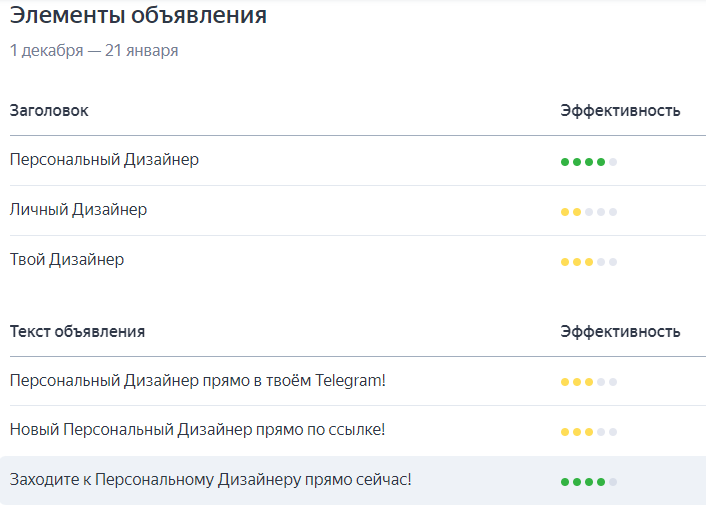 Элементы объявления
1 декабря — 21 января
Заголовок Эффективность
Персональный Дизайнер
Личный Дизайнер
Твой Дизайнер
Текст объявления Эффективность
Персональный Дизайнер прямо в твоём Telegram!
Новый Персональный Дизайнер прямо по ссылке!
Заходите к Персональному Дизайнеру прямо сейчас!